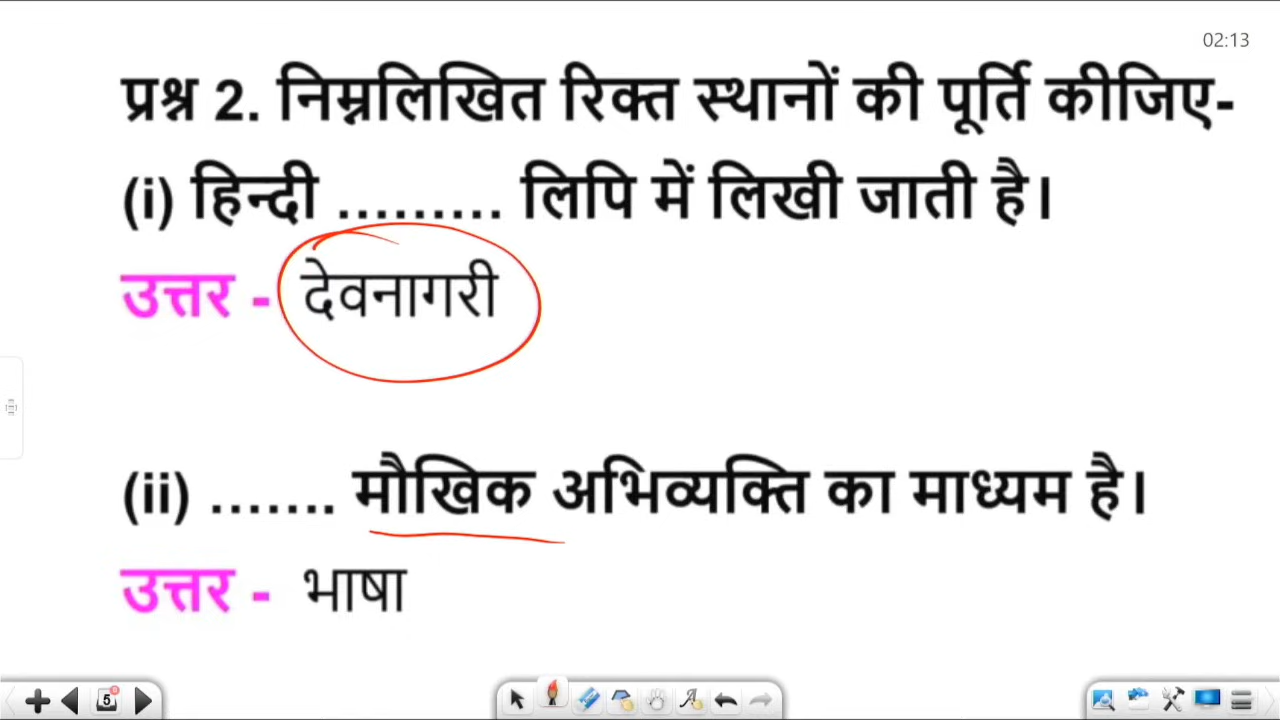 02:13
प्रश्न 2. निम्नलिखित रिक्त स्थानों की पूर्ति कीजिए-
(i) हिन्दी ......... लिपि में लिखी जाती है।
उत्तर - देवनागरी
(ii) ....... मौखिक अभिव्यक्ति का माध्यम है।
उत्तर - भाषा
5